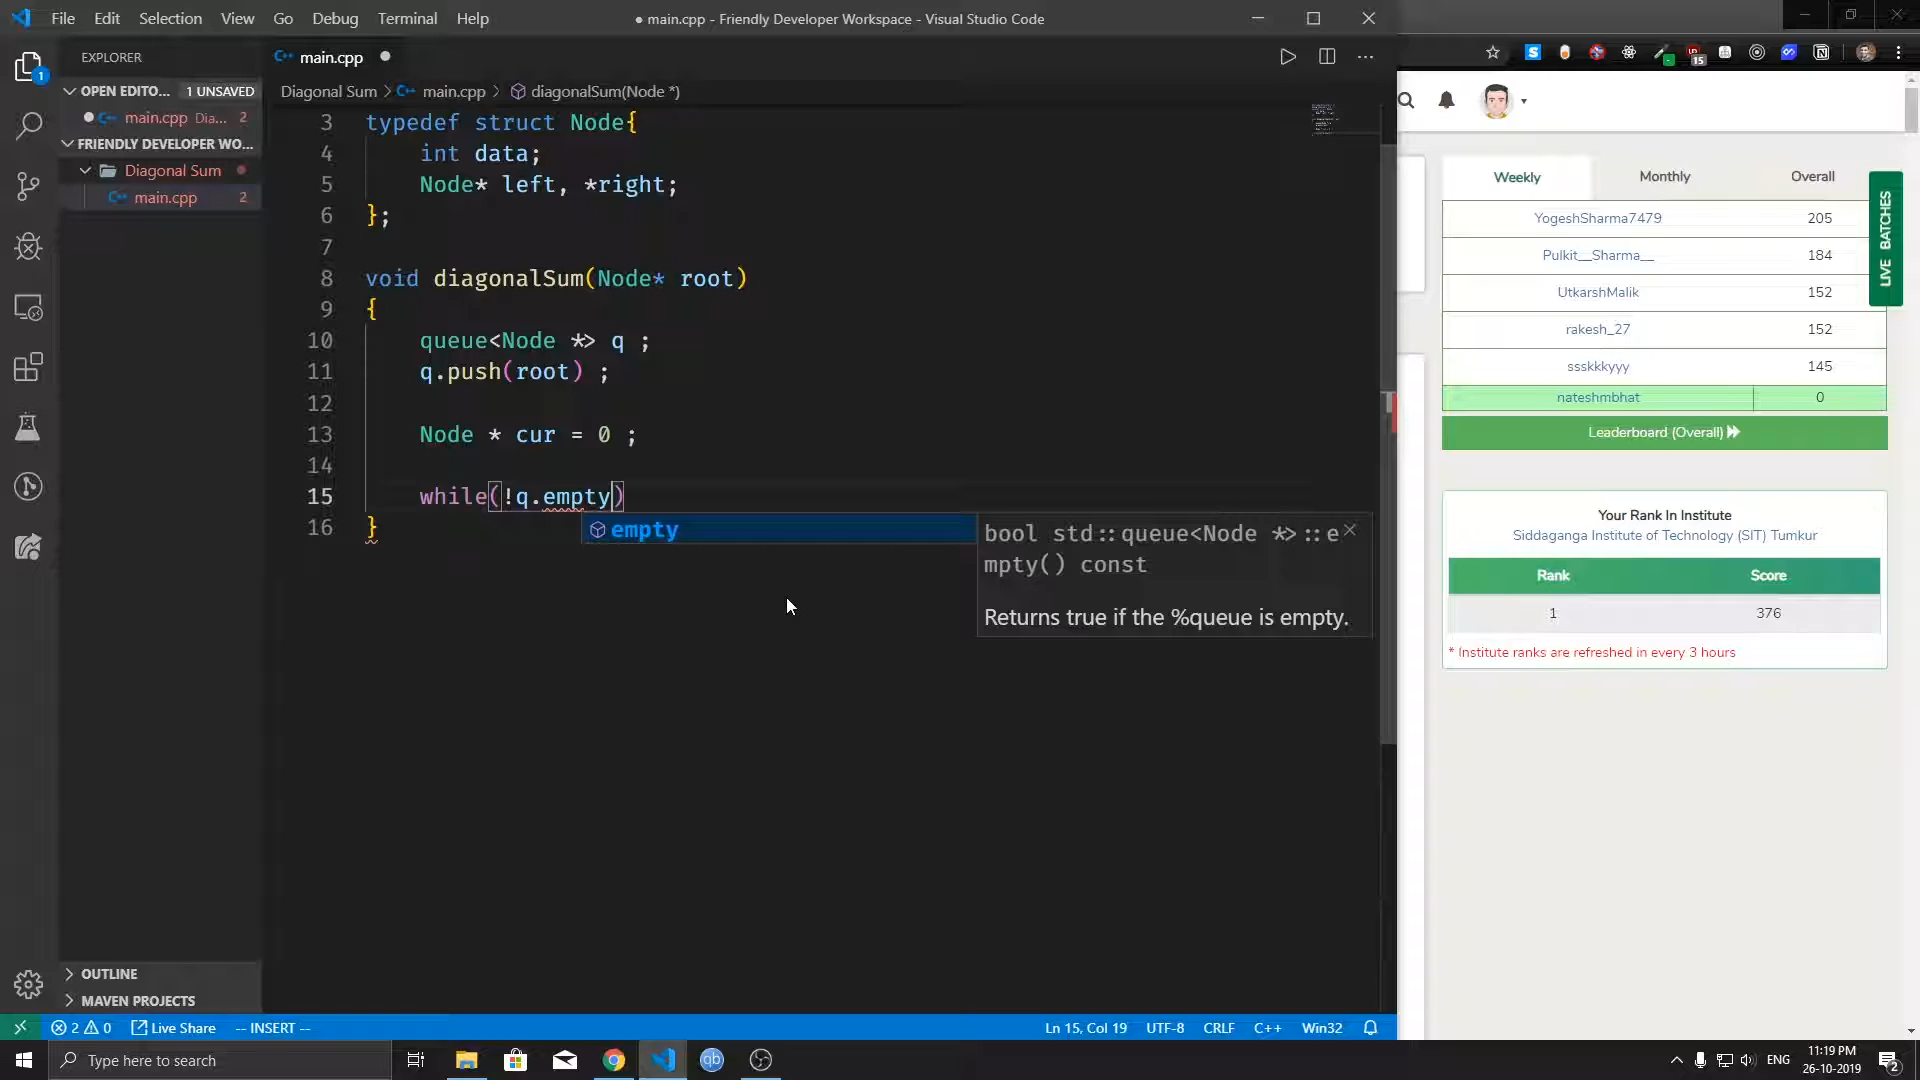 File Edit Selection View Go Debug Terminal Help
● main.cpp - Friendly Developer Workspace - Visual Studio Code
EXPLORER
OPEN EDITO... 1 UNSAVED
main.cpp Dia... 2
FRIENDLY DEVELOPER WO...
Diagonal Sum
main.cpp 2
OUTLINE
MAVEN PROJECTS
1
main.cpp
Diagonal Sum > main.cpp > diagonalSum(Node *)
3 typedef struct Node{
4 int data;
5 Node* left, *right;
6 };
7
8 void diagonalSum(Node* root)
9 {
10 queue<Node *> q ;
11 q.push(root) ;
12
13 Node * cur = 0 ;
14
15 while(!q.empty)
16 }
empty
bool std::queue<Node *>::e
mpty() const
Returns true if the %queue is empty.
15
Weekly Monthly Overall
YogeshSharma7479 205
Pulkit__Sharma__ 184
UtkarshMalik 152
rakesh_27 152
ssskkkyyy 145
nateshmbhat 0
Leaderboard (Overall)
LIVE BATCHES
Your Rank In Institute
Siddaganga Institute of Technology (SIT) Tumkur
Rank Score
1 376
* Institute ranks are refreshed in every 3 hours
2 0 Live Share -- INSERT --
Ln 15, Col 19 UTF-8 CRLF C++ Win32
Type here to search
qb
ENG
11:19 PM
26-10-2019
2